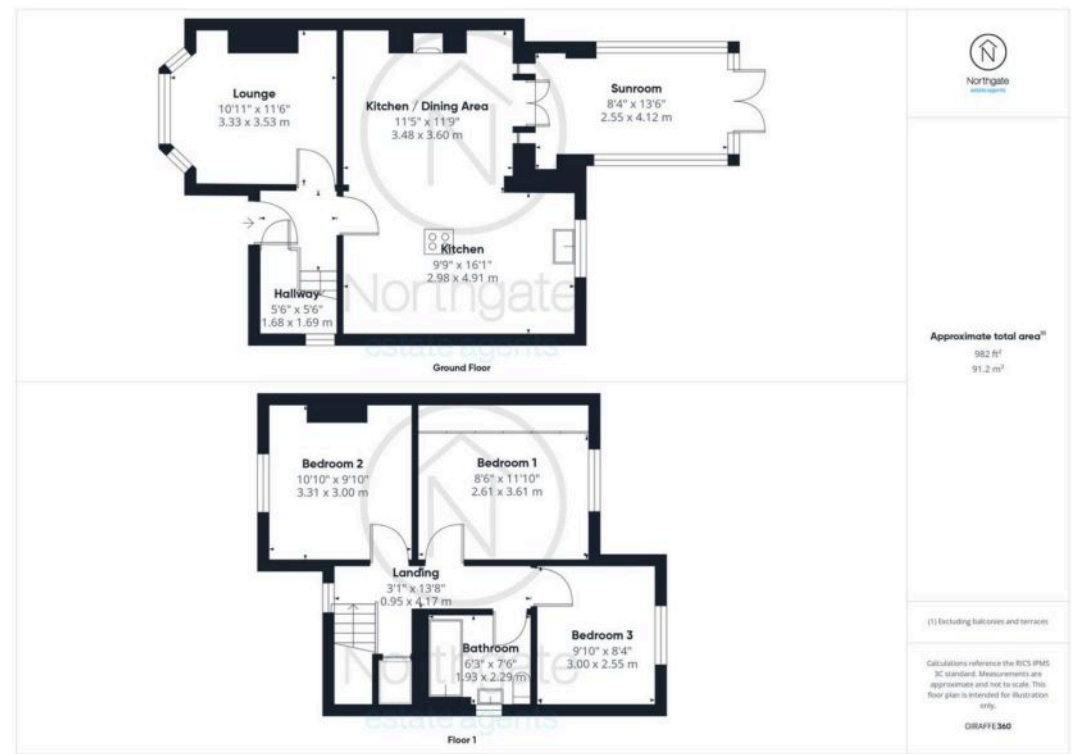 Lounge
10'11" x 11'6"
3.33 x 3.53 m
Kitchen / Dining Area
11'5" x 11'9"
3.48 x 3.60 m
Sunroom
8'4" x 13'6"
2.55 x 4.12 m
Kitchen
9'9" x 16'1"
2.98 x 4.91 m
Hallway
5'6" x 5'6"
1.68 x 1.69 m
Northgate
estate agents
Ground Floor
Bedroom 2
10'10" x 9'10"
3.31 x 3.00 m
Bedroom 1
8'6" x 11'10"
2.61 x 3.61 m
Landing
3'1" x 13'8"
0.95 x 4.17 m
Bathroom
6'3" x 7'6"
1.93 x 2.29 m
Bedroom 3
9'10" x 8'4"
3.00 x 2.55 m
Northgate
estate agents
Floor 1
Northgate
estate agents
Approximate total area(1)
982 ft²
91.2 m²
(1) Excluding balconies and terraces
Calculations reference the RICS IPMS
3C standard. Measurements are
approximate and not to scale. This
floor plan is intended for illustration
only.
GIRAFFE360